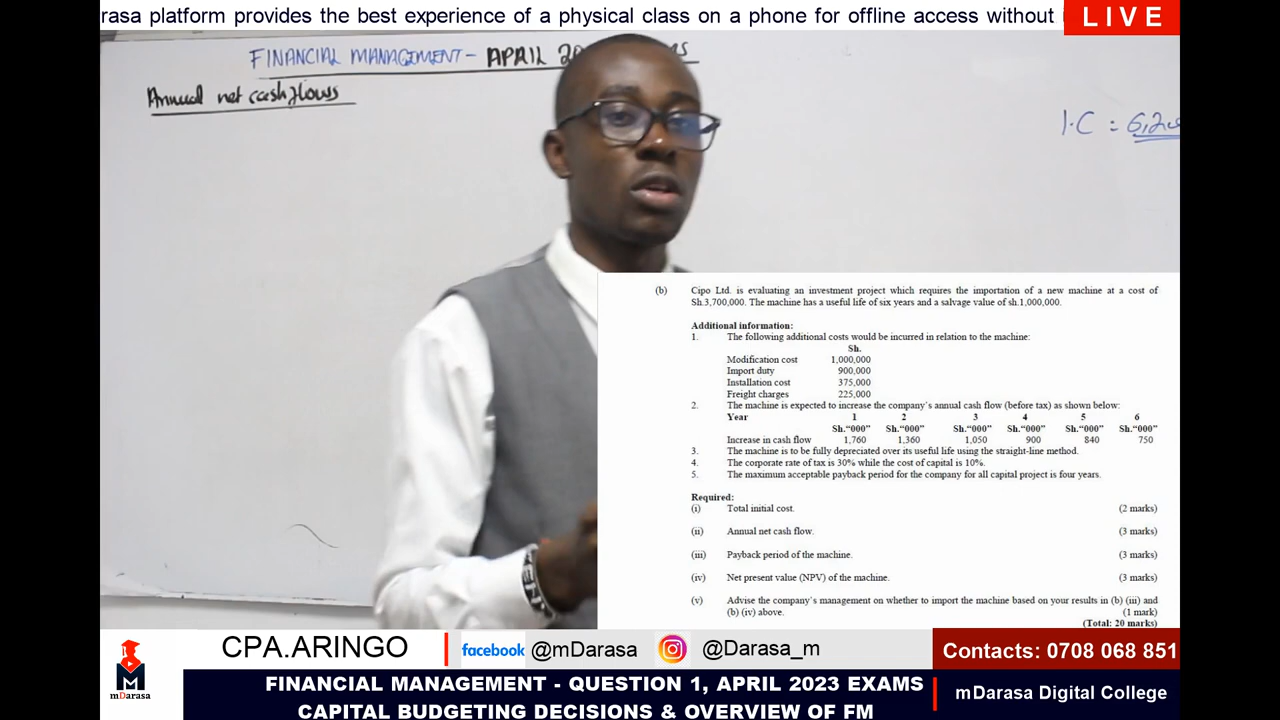 rasa platform provides the best experience of a physical class on a phone for offline access without
LIVE
FINANCIAL MANAGEMENT - APRIL
Annual net cashflows
I.C =
(b) Cipo Ltd. is evaluating an investment project which requires the importation of a new machine at a cost of
Sh.3,700,000. The machine has a useful life of six years and a salvage value of sh.1,000,000.
Additional information:
1. The following additional costs would be incurred in relation to the machine:
Sh.
Modification cost 1,000,000
Import duty 900,000
Installation cost 375,000
Freight charges 225,000
2. The machine is expected to increase the company's annual cash flow (before tax) as shown below:
Year 1 2 3 4 5 6
Sh."000" Sh."000" Sh."000" Sh."000" Sh."000" Sh."000"
Increase in cash flow 1,760 1,360 1,050 900 840 750
3. The machine is to be fully depreciated over its useful life using the straight-line method.
4. The corporate rate of tax is 30% while the cost of capital is 10%.
5. The maximum acceptable payback period for the company for all capital project is four years.
Required:
(i) Total initial cost. (2 marks)
(ii) Annual net cash flow. (3 marks)
(iii) Payback period of the machine. (3 marks)
(iv) Net present value (NPV) of the machine. (3 marks)
(v) Advise the company's management on whether to import the machine based on your results in (b) (iii) and
(b) (iv) above. (1 mark)
(Total: 20 marks)
mDarasa
CPA.ARINGO
facebook @mDarasa
@Darasa_m
Contacts: 0708 068 851
FINANCIAL MANAGEMENT - QUESTION 1, APRIL 2023 EXAMS
CAPITAL BUDGETING DECISIONS & OVERVIEW OF FM
mDarasa Digital College